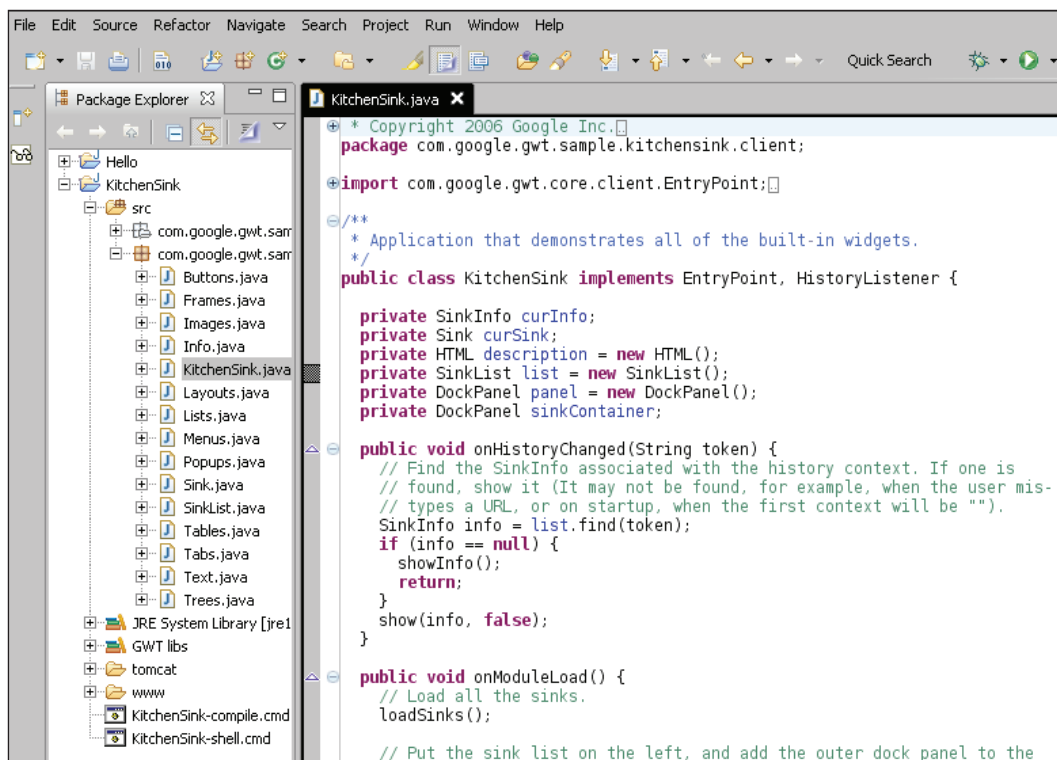 File Edit Source Refactor Navigate Search Project Run Window Help
Quick Search
Package Explorer
Hello
KitchenSink
src
com.google.gwt.sam
com.google.gwt.sam
Buttons.java
Frames.java
Images.java
Info.java
KitchenSink.java
Layouts.java
Lists.java
Menus.java
Popups.java
Sink.java
SinkList.java
Tables.java
Tabs.java
Text.java
Trees.java
JRE System Library [jre1
GWT libs
tomcat
www
KitchenSink-compile.cmd
KitchenSink-shell.cmd
KitchenSink.java
* Copyright 2006 Google Inc.
package com.google.gwt.sample.kitchensink.client;
import com.google.gwt.core.client.EntryPoint;
/**
* Application that demonstrates all of the built-in widgets.
*/
public class KitchenSink implements EntryPoint, HistoryListener {
private SinkInfo curInfo;
private Sink curSink;
private HTML description = new HTML();
private SinkList list = new SinkList();
private DockPanel panel = new DockPanel();
private DockPanel sinkContainer;
public void onHistoryChanged(String token) {
// Find the SinkInfo associated with the history context. If one is
// found, show it (It may not be found, for example, when the user mis-
// types a URL, or on startup, when the first context will be "").
SinkInfo info = list.find(token);
if (info == null) {
showInfo();
return;
}
show(info, false);
}
public void onModuleLoad() {
// Load all the sinks.
loadSinks();
// Put the sink list on the left, and add the outer dock panel to the